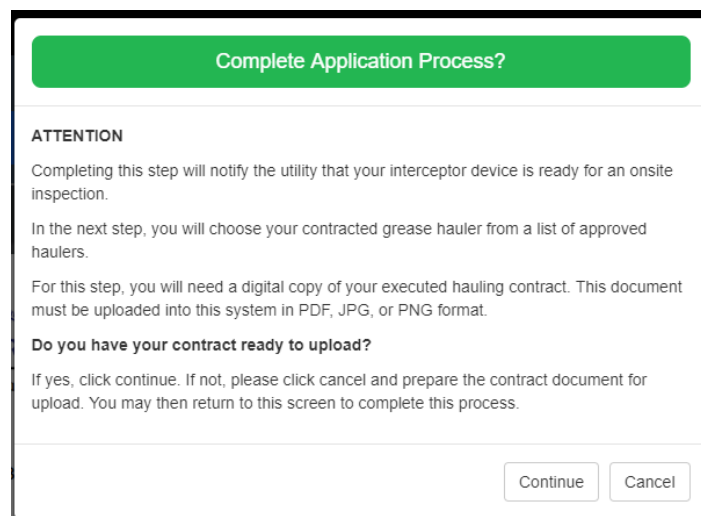 Complete Application Process?
ATTENTION
Completing this step will notify the utility that your interceptor device is ready for an onsite
inspection.
In the next step, you will choose your contracted grease hauler from a list of approved
haulers.
For this step, you will need a digital copy of your executed hauling contract. This document
must be uploaded into this system in PDF, JPG, or PNG format.
Do you have your contract ready to upload?
If yes, click continue. If not, please click cancel and prepare the contract document for
upload. You may then return to this screen to complete this process.
Continue Cancel